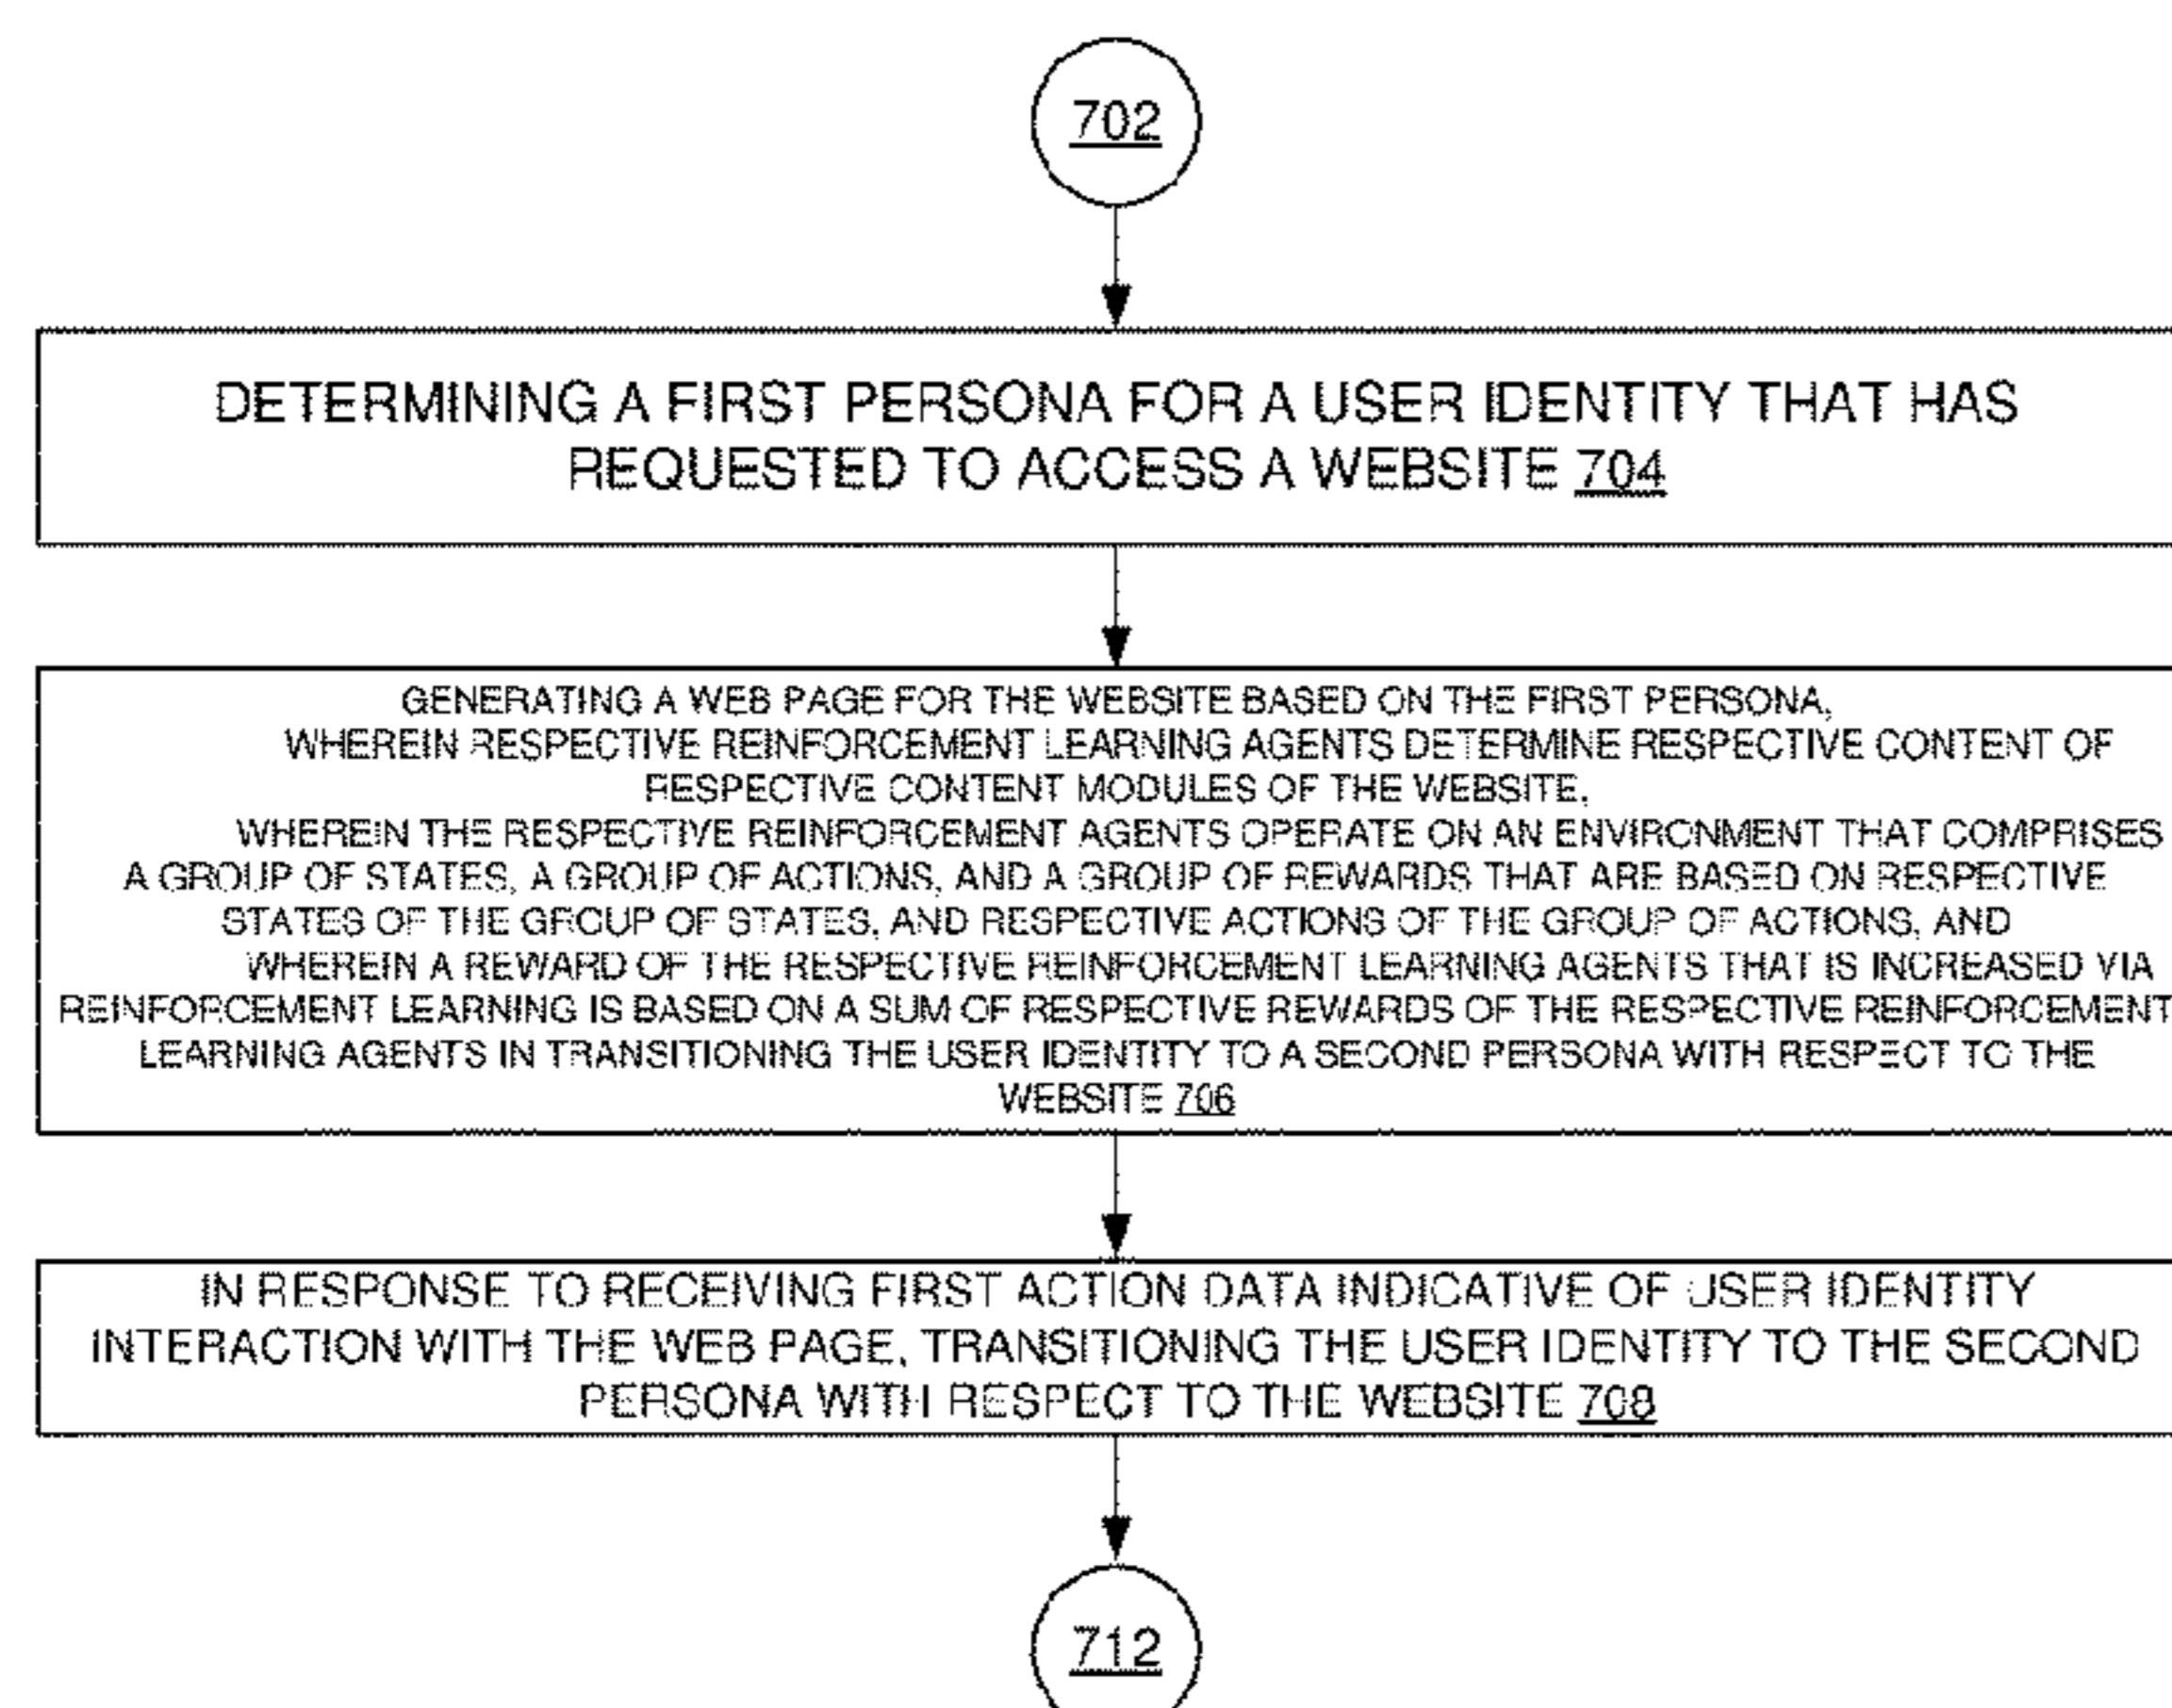 702
DETERMINING A FIRST PERSONA FOR A USER IDENTITY THAT HAS
REQUESTED TO ACCESS A WEBSITE 704
GENERATING A WEB PAGE FOR THE WEBSITE BASED ON THE FIRST PERSONA,
WHEREIN RESPECTIVE REINFORCEMENT LEARNING AGENTS DETERMINE RESPECTIVE CONTENT OF
RESPECTIVE CONTENT MODULES OF THE WEBSITE,
WHEREIN THE RESPECTIVE REINFORCEMENT AGENTS OPERATE ON AN ENVIRONMENT THAT COMPRISES
A GROUP OF STATES, A GROUP OF ACTIONS, AND A GROUP OF REWARDS THAT ARE BASED ON RESPECTIVE
STATES OF THE GROUP OF STATES, AND RESPECTIVE ACTIONS OF THE GROUP OF ACTIONS, AND
WHEREIN A REWARD OF THE RESPECTIVE REINFORCEMENT LEARNING AGENTS THAT IS INCREASED VIA
REINFORCEMENT LEARNING IS BASED ON A SUM OF RESPECTIVE REWARDS OF THE RESPECTIVE REINFORCEMENT
LEARNING AGENTS IN TRANSITIONING THE USER IDENTITY TO A SECOND PERSONA WITH RESPECT TO THE
WEBSITE 706
IN RESPONSE TO RECEIVING FIRST ACTION DATA INDICATIVE OF USER IDENTITY
INTERACTION WITH THE WEB PAGE, TRANSITIONING THE USER IDENTITY TO THE SECOND
PERSONA WITH RESPECT TO THE WEBSITE 708
712